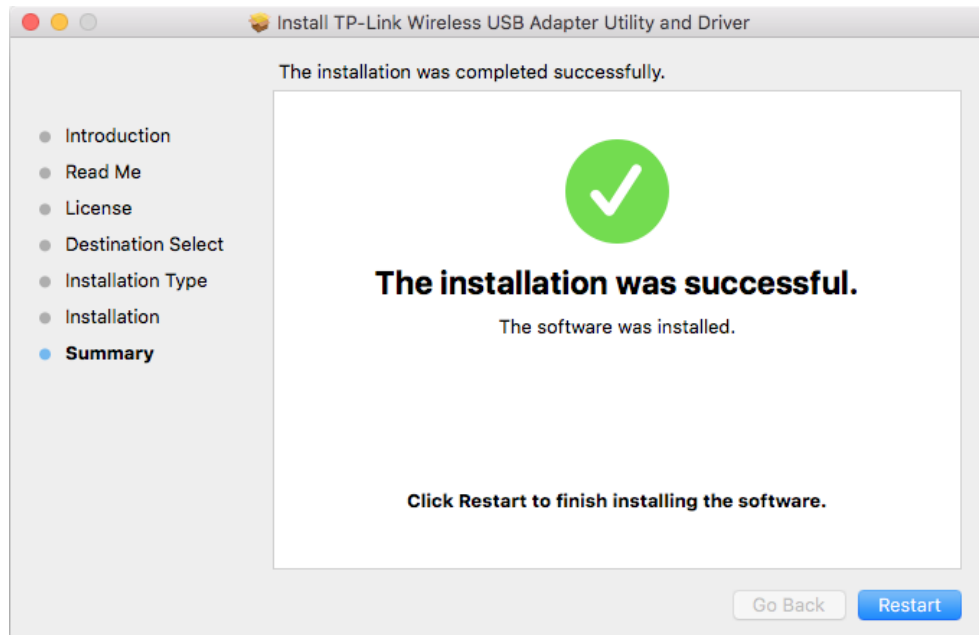 Install TP-Link Wireless USB Adapter Utility and Driver
The installation was completed successfully.
Introduction
Read Me
License
Destination Select
Installation Type
Installation
Summary
The installation was successful.
The software was installed.
Click Restart to finish installing the software.
Go Back
Restart